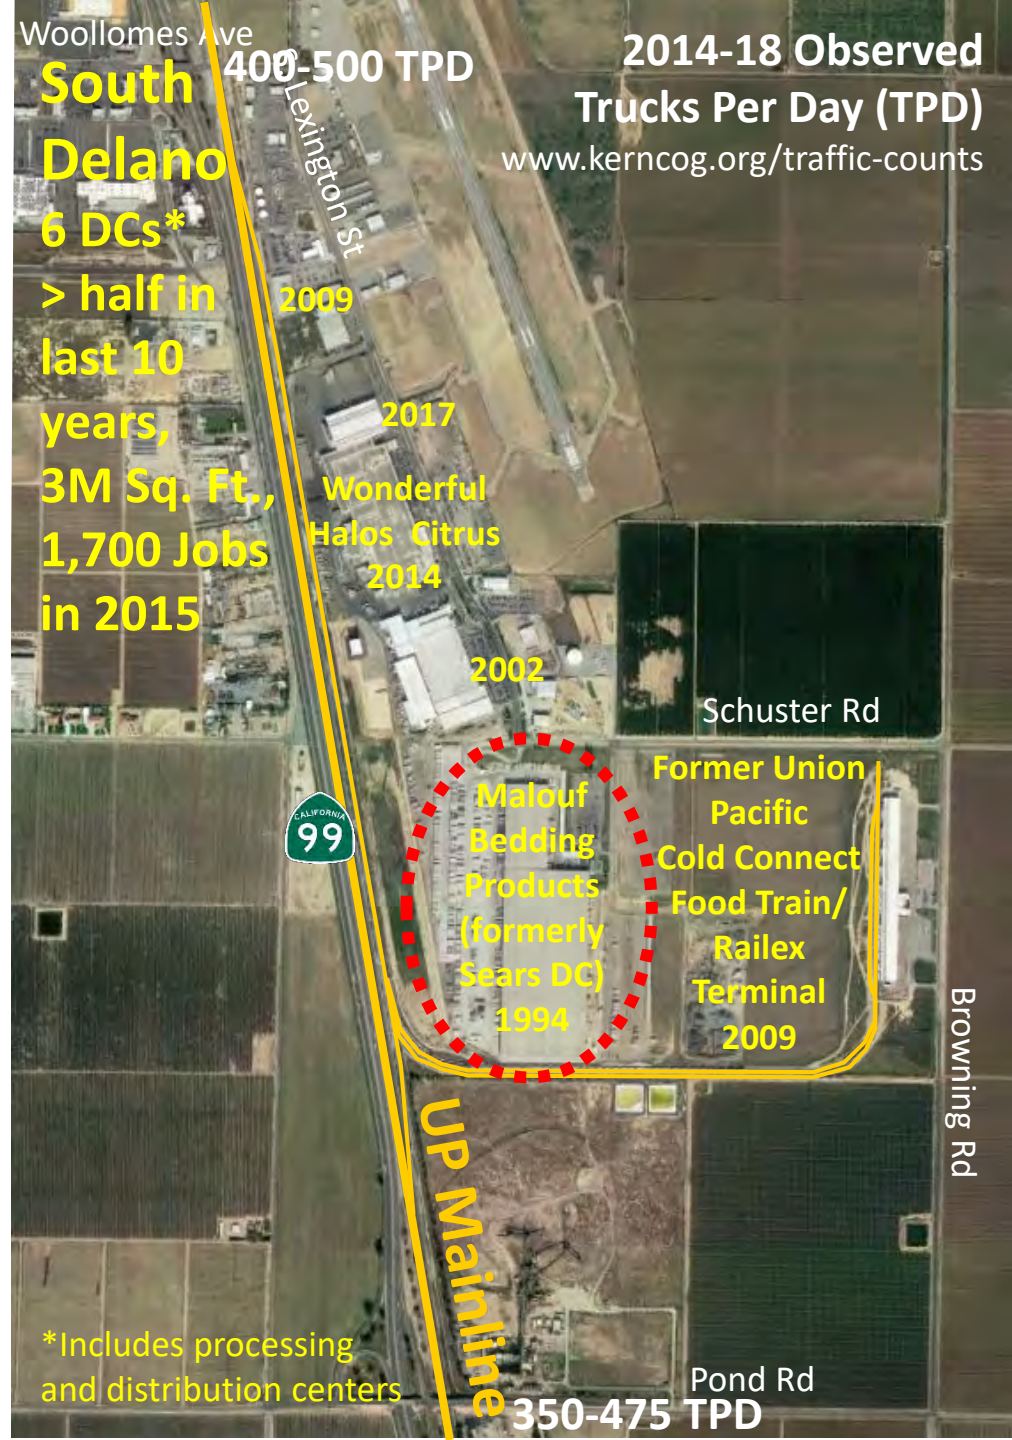 Woollomes Ave
400-500 TPD
2014-18 Observed
Trucks Per Day (TPD)
www.kerncog.org/traffic-counts
South
Delano
6 DCs*
> half in
last 10
years,
3M Sq. Ft.,
1,700 Jobs
in 2015
S Lexington St
2009
2017
Wonderful
Halos Citrus
2014
2002
Schuster Rd
CALIFORNIA
99
Malouf
Bedding
Products
(formerly
Sears DC)
1994
Former Union
Pacific
Cold Connect
Food Train/
Railex
Terminal
2009
Browning Rd
UP Mainline
*Includes processing
and distribution centers
Pond Rd
350-475 TPD